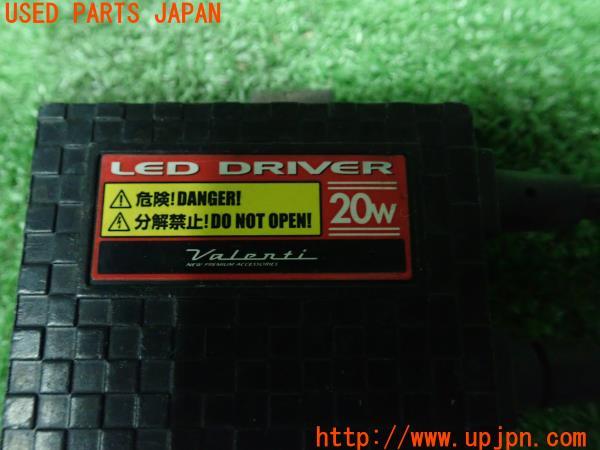 USED PARTS JAPAN
LED DRIVER
危険!DANGER!
分解禁止!DO NOT OPEN!
20W
Valenti
NEW PREMIUM ACCESSORIES
http://www.upjpn.com